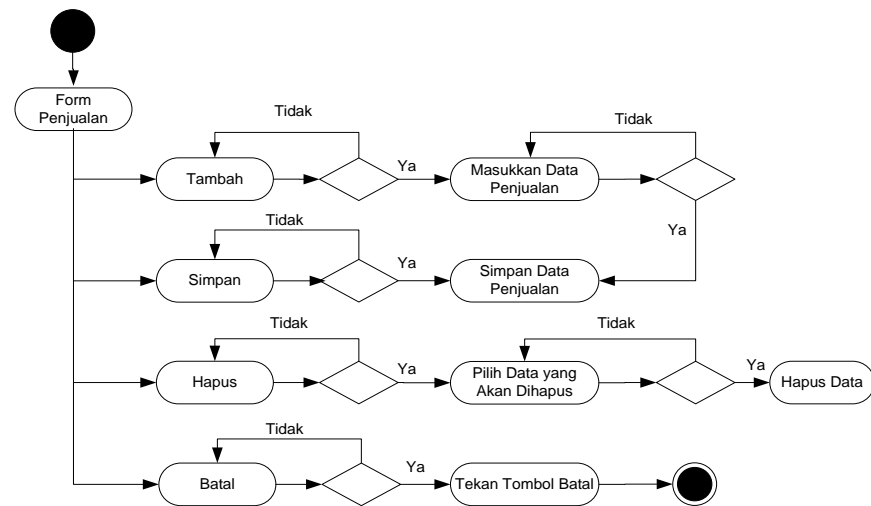 Form
Penjualan
Tidak
Tidak
Tambah
Ya
Masukkan Data
Penjualan
Ya
Tidak
Simpan
Ya
Simpan Data
Penjualan
Tidak
Tidak
Hapus
Ya
Pilih Data yang
Akan Dihapus
Ya
Hapus Data
Tidak
Batal
Ya
Tekan Tombol Batal